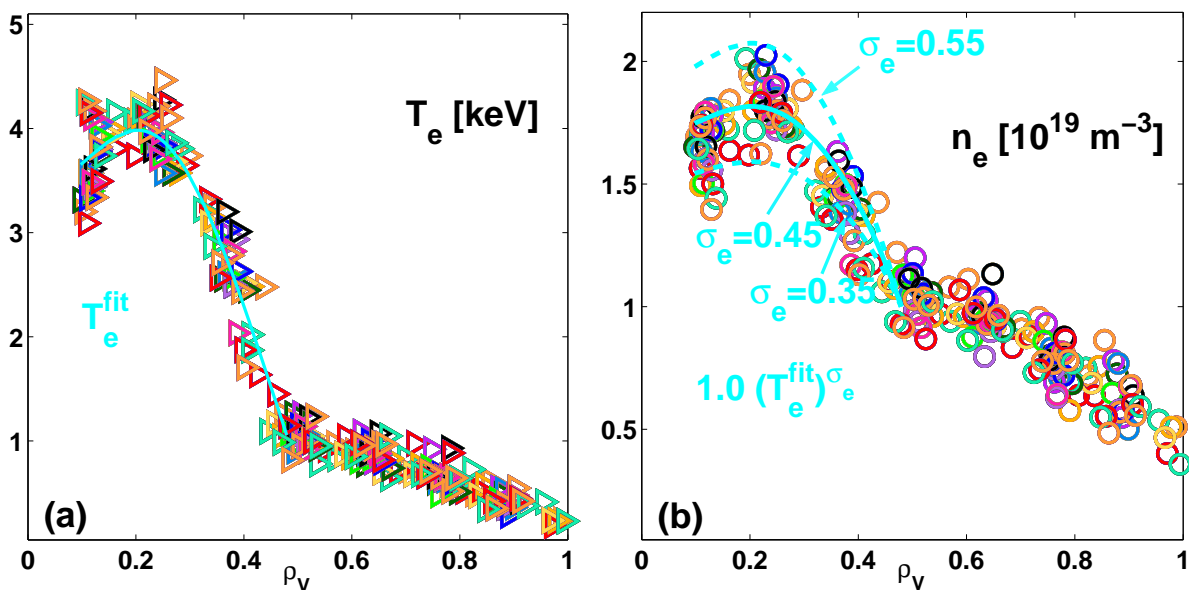 5
4
3
2
1
T_e [keV]
T_e^fit
(a)
0 0.2 0.4 0.6 0.8 1
ρ_V
2
1.5
1
0.5
σ_e=0.55
n_e [10^19 m^−3]
σ_e=0.45
σ_e=0.35
1.0 (T_e^fit)^σ_e
(b)
0 0.2 0.4 0.6 0.8 1
ρ_V